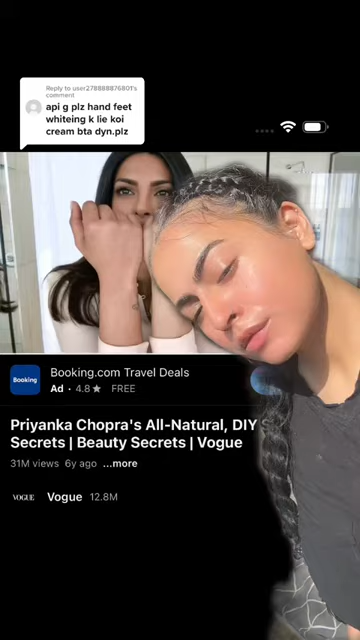 Reply to user278888876801's
comment
api g plz hand feet
whiteing k lie koi
cream bta dyn.plz
Booking
Booking.com Travel Deals
Ad • 4.8★ FREE
Priyanka Chopra's All-Natural, DIY
Secrets | Beauty Secrets | Vogue
31M views 6y ago ...more
VOGUE Vogue 12.8M